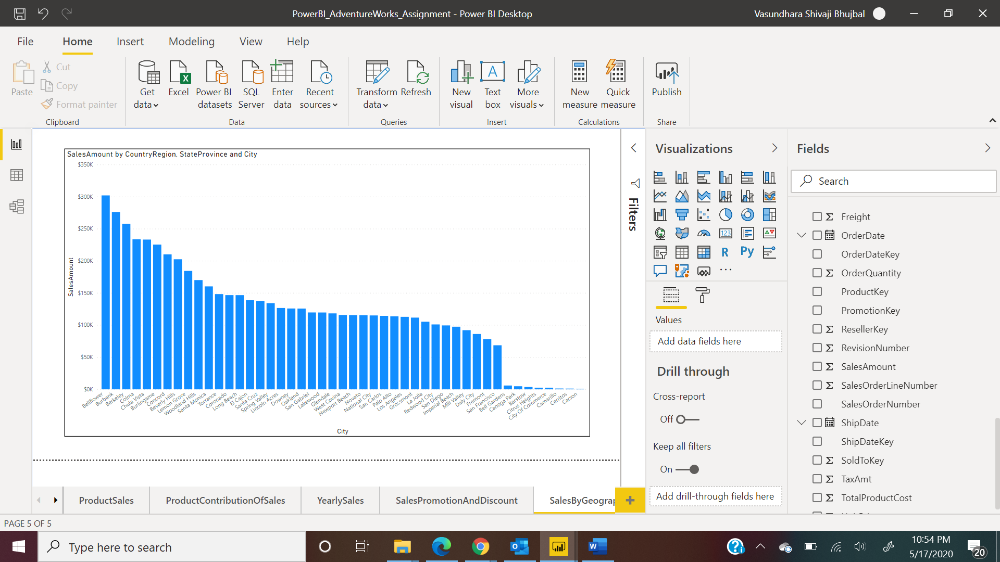 PowerBI_AdventureWorks_Assignment - Power BI Desktop
Vasundhara Shivaji Bhujbal
File Home Insert Modeling View Help
Paste
Cut
Copy
Format painter
Clipboard
Get data
Excel
Power BI datasets
SQL Server
Enter data
Recent sources
Data
Transform data
Refresh
Queries
New visual
Text box
A
More visuals
Insert
New measure
Quick measure
Calculations
Publish
Share
SalesAmount by CountryRegion, StateProvince and City
$350K
$300K
$250K
$200K
$150K
$100K
$50K
$0K
SalesAmount
Bellflower
Burbank
Berkeley
Colma
Chula Vista
Burlingame
Concord
Beverly Hills
Lemon Grove
Woodland Hills
Santa Monica
Torrance
Coronado
Long Beach
El Cajon
Santa Cruz
Spring Valley
Lincoln Acres
Downey
Oakland
San Gabriel
Lakewood
Glendale
West Covina
Newport Beach
Novato
National City
San Carlos
Palo Alto
Los Angeles
Grossmont
La Jolla
Redwood City
San Diego
Imperial Beach
Mill Valley
Daly City
Fremont
San Francisco
Bell Gardens
Canoga Park
Barstow
Citrus Heights
City Of Commerce
Camarillo
Cerritos
Carson
City
Filters
Visualizations
123
R
Py
Values
Add data fields here
Drill through
Cross-report
Off
Keep all filters
On
Add drill-through fields here
Fields
Search
Freight
OrderDate
OrderDateKey
OrderQuantity
ProductKey
PromotionKey
ResellerKey
RevisionNumber
SalesAmount
SalesOrderLineNumber
SalesOrderNumber
ShipDate
ShipDateKey
SoldToKey
TaxAmt
TotalProductCost
ProductSales
ProductContributionOfSales
YearlySales
SalesPromotionAndDiscount
SalesByGeograp
PAGE 5 OF 5
Type here to search
10:54 PM
5/17/2020
20